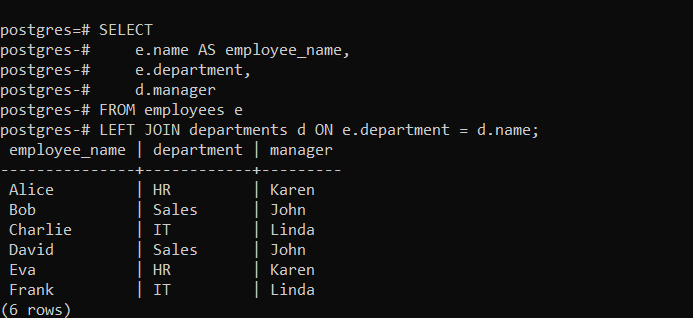 postgres=# SELECT
postgres-#     e.name AS employee_name,
postgres-#     e.department,
postgres-#     d.manager
postgres-# FROM employees e
postgres-# LEFT JOIN departments d ON e.department = d.name;
 employee_name | department | manager
---------------+------------+---------
 Alice         | HR         | Karen
 Bob           | Sales      | John
 Charlie       | IT         | Linda
 David         | Sales      | John
 Eva           | HR         | Karen
 Frank         | IT         | Linda
(6 rows)